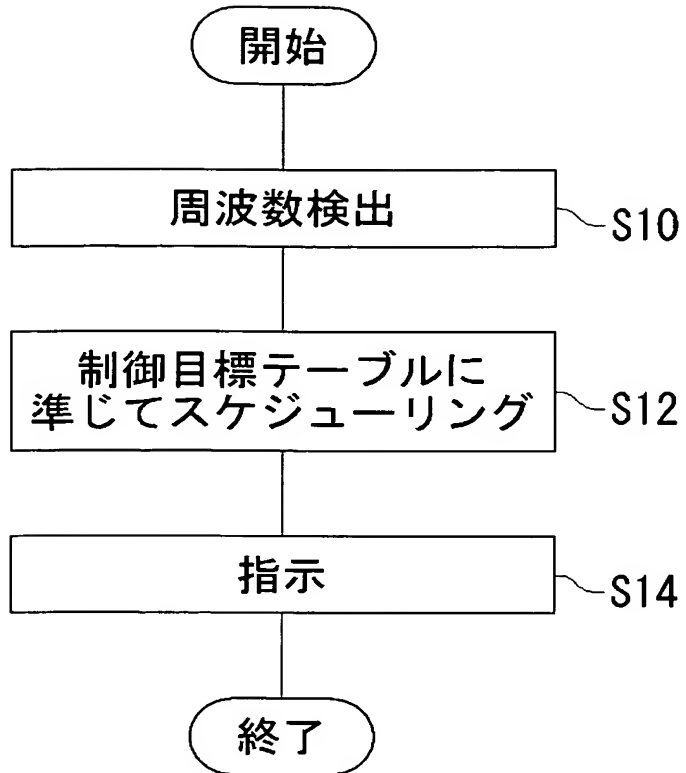 開始
周波数検出
S10
制御目標テーブルに
準じてスケジューリング
S12
指示
S14
終了